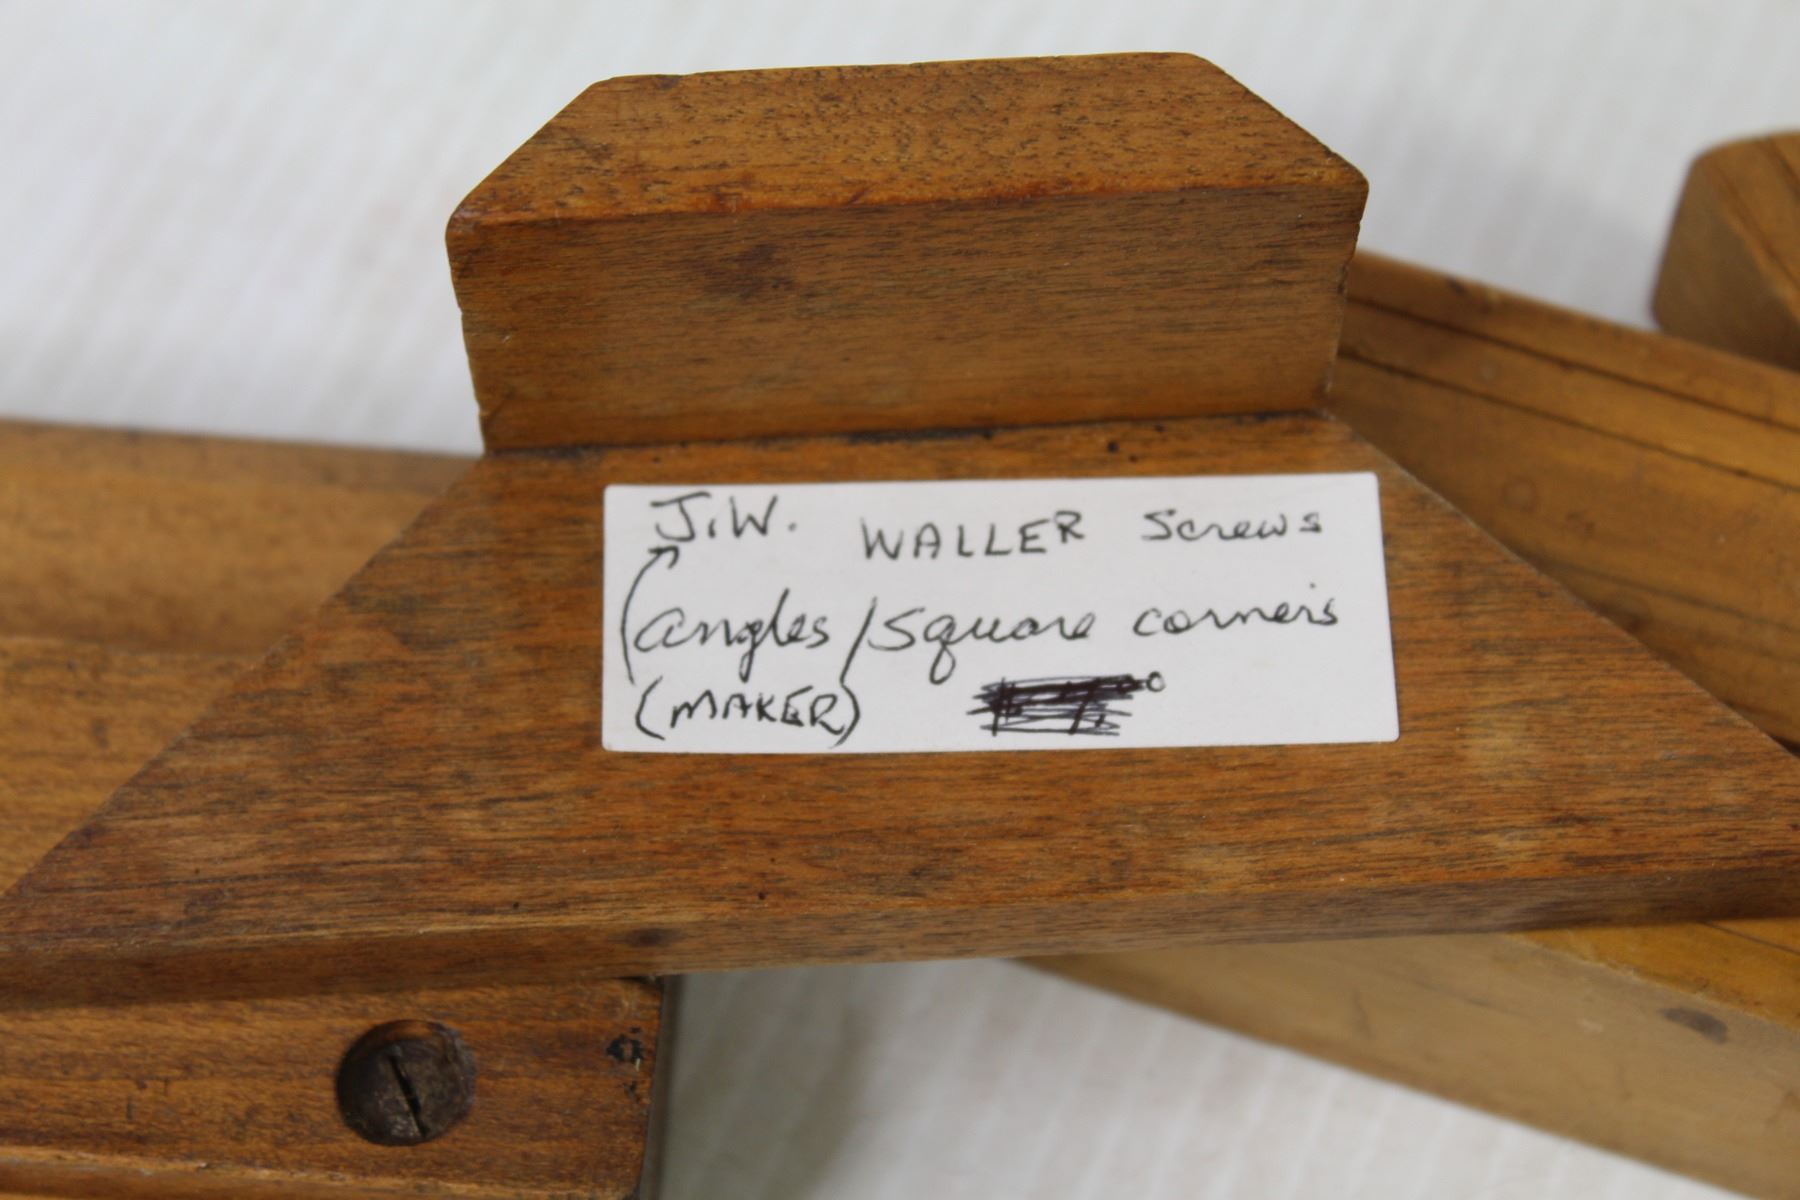 J.W. WALLER Screws
angles/square corners
(MAKER)